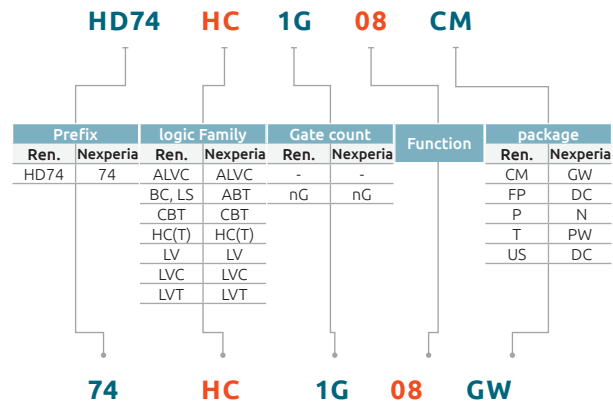 HD74 HC 1G 08 CM
Prefix logic Family Gate count Function package
Ren. Nexperia Ren. Nexperia Ren. Nexperia Ren. Nexperia
HD74 74 ALVC ALVC - - CM GW
BC, LS ABT nG nG FP DC
CBT CBT P N
HC(T) HC(T) T PW
LV LV US DC
LVC LVC
LVT LVT
74 HC 1G 08 GW